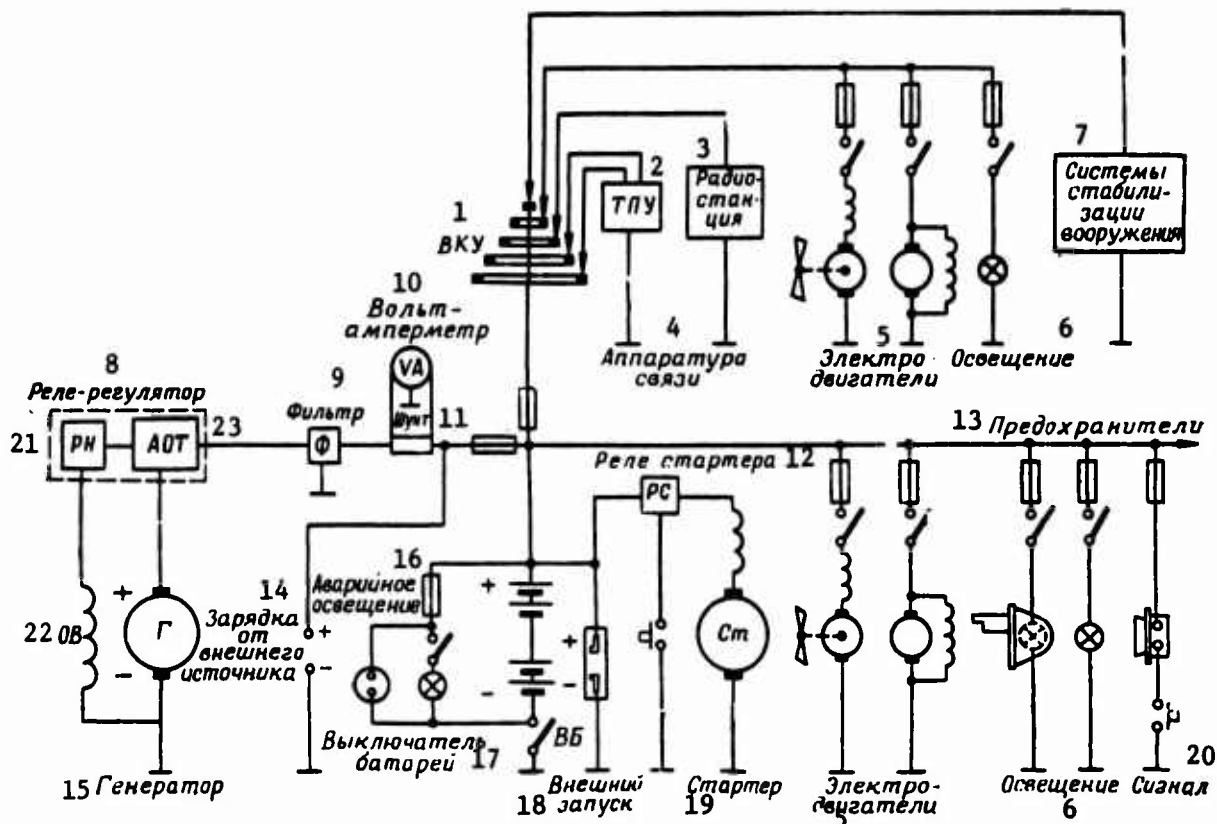 1
ВКУ
2
ТПУ
3
Радио-
стан-
ция
7
Системы
стабили-
зации
вооружения
10
Вольт-
амперметр
VA
Шунт
11
4
Аппаратура
связи
5
Электро
двигатели
6
Освещение
8
Реле-регулятор
21
РН
АОТ
23
9
Фильтр
Ф
13 Предохранители
Реле стартера 12
РС
14
Зарядка
от
внешнего
источника
+
-
16
Аварийное
освещение
+
-
+
-
22 ОВ
+
Г
-
Ст
Выключатель
батарей
17
ВБ
15 Генератор
18
Внешний
запуск
Стартер
19
Электро-
двигатели
5
Освещение
6
20
Сигнал